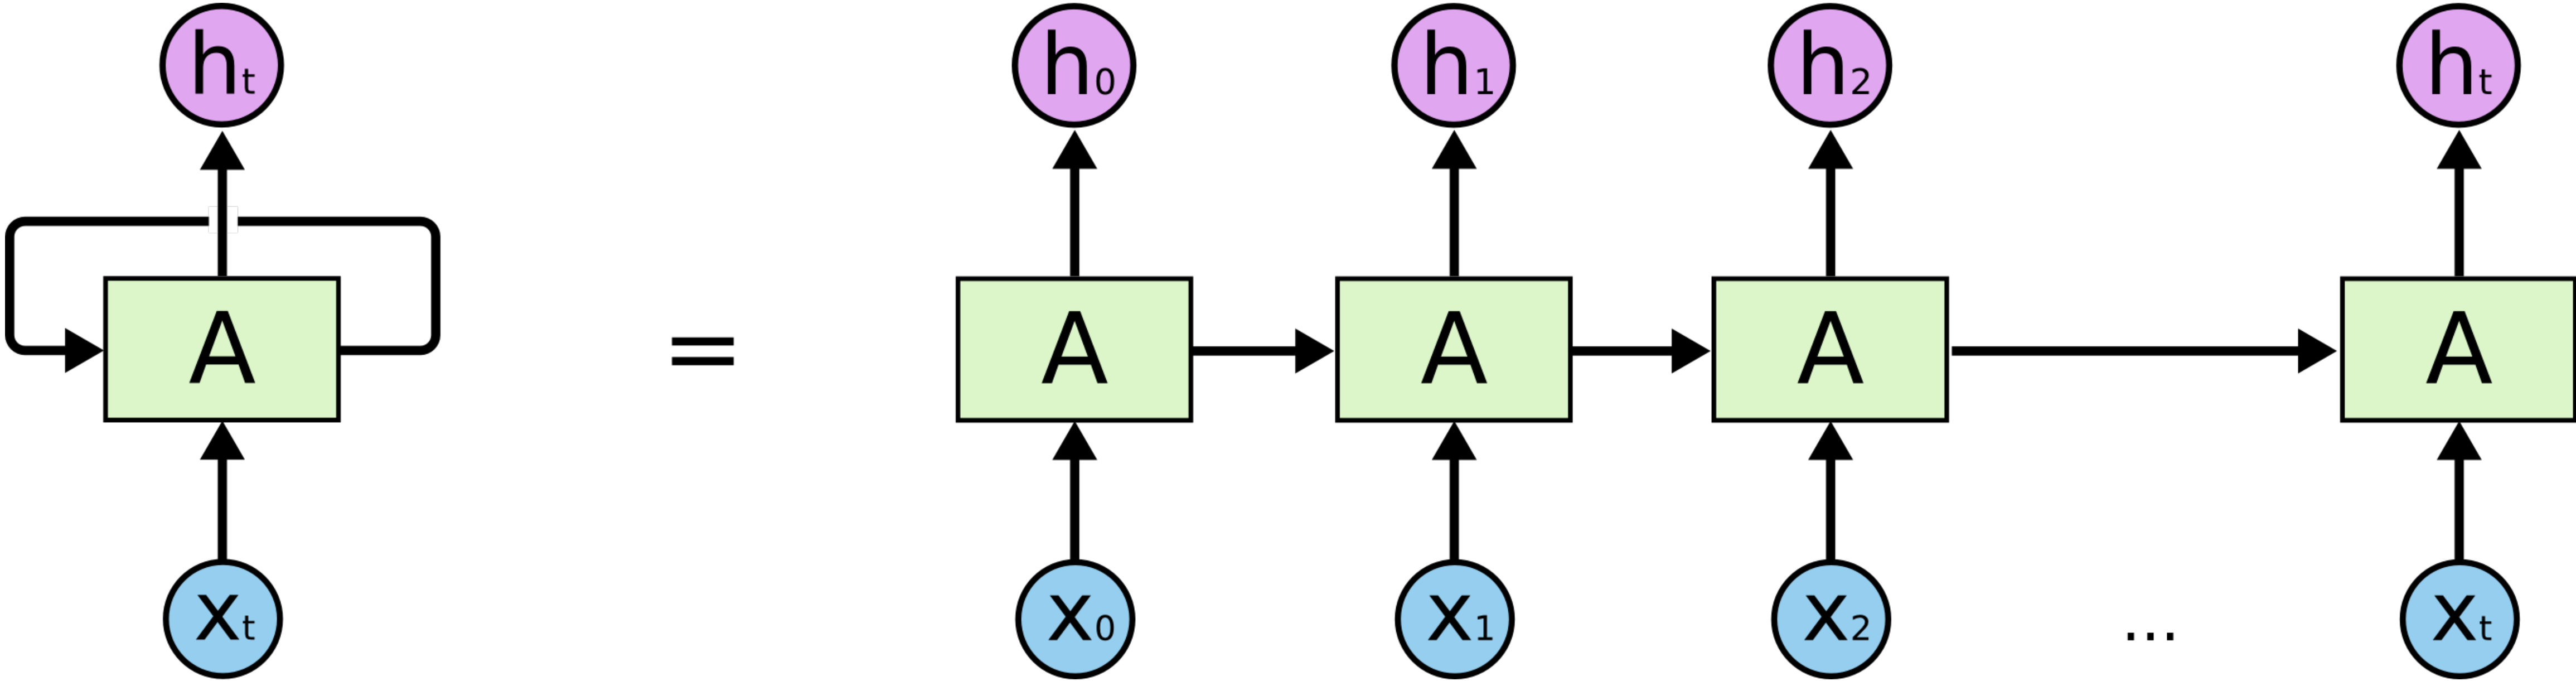 ht h0 h1 h2 ht
A = A A A A
xt x0 x1 x2 ... xt